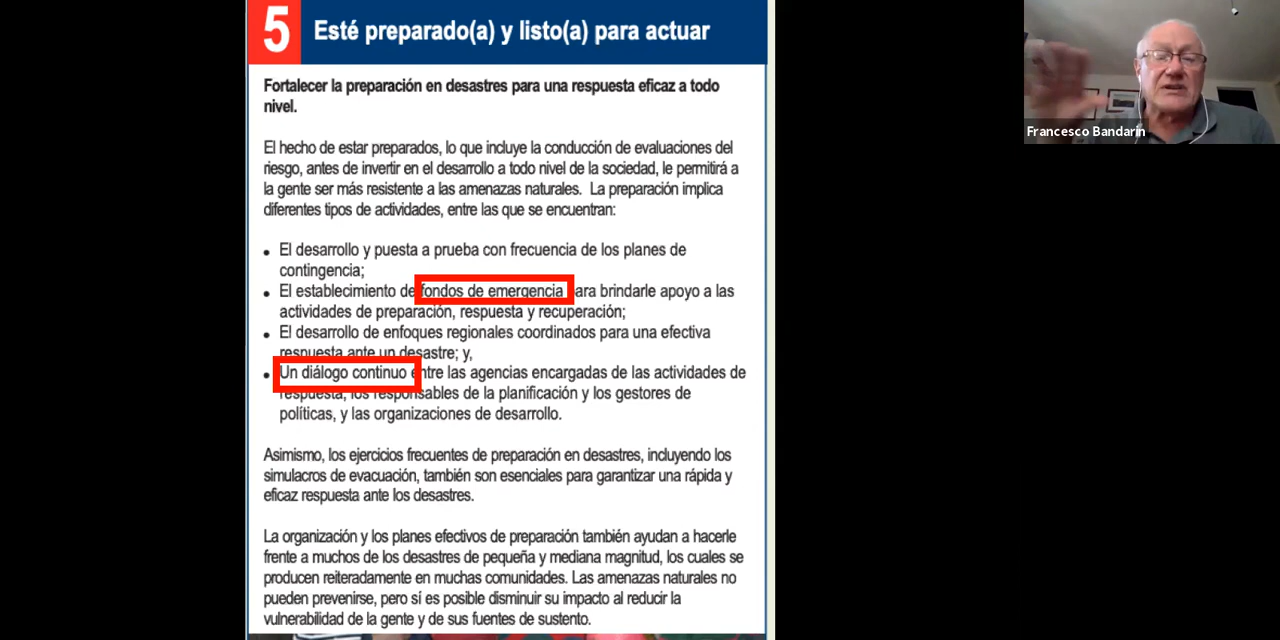 5 Esté preparado(a) y listo(a) para actuar
Fortalecer la preparación en desastres para una respuesta eficaz a todo
nivel.
El hecho de estar preparados, lo que incluye la conducción de evaluaciones del
riesgo, antes de invertir en el desarrollo a todo nivel de la sociedad, le permitirá a
la gente ser más resistente a las amenazas naturales. La preparación implica
diferentes tipos de actividades, entre las que se encuentran:
• El desarrollo y puesta a prueba con frecuencia de los planes de
contingencia;
• El establecimiento de fondos de emergencia para brindarle apoyo a las
actividades de preparación, respuesta y recuperación;
• El desarrollo de enfoques regionales coordinados para una efectiva
respuesta ante un desastre; y,
• Un diálogo continuo entre las agencias encargadas de las actividades de
respuesta, los responsables de la planificación y los gestores de
políticas, y las organizaciones de desarrollo.
Asimismo, los ejercicios frecuentes de preparación en desastres, incluyendo los
simulacros de evacuación, también son esenciales para garantizar una rápida y
eficaz respuesta ante los desastres.
La organización y los planes efectivos de preparación también ayudan a hacerle
frente a muchos de los desastres de pequeña y mediana magnitud, los cuales se
producen reiteradamente en muchas comunidades. Las amenazas naturales no
pueden prevenirse, pero sí es posible disminuir su impacto al reducir la
vulnerabilidad de la gente y de sus fuentes de sustento.
Francesco Bandarin